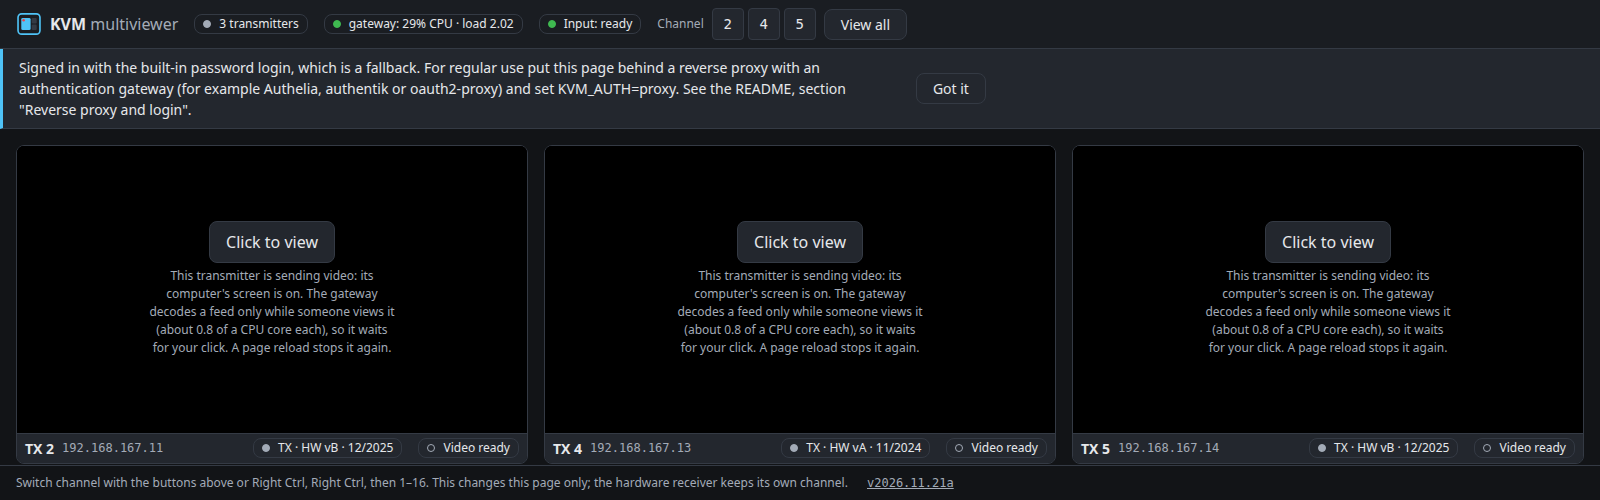 KVM multiviewer 3 transmitters gateway: 29% CPU · load 2.02 Input: ready Channel 2 4 5 View all
Signed in with the built-in password login, which is a fallback. For regular use put this page behind a reverse proxy with an
authentication gateway (for example Authelia, authentik or oauth2-proxy) and set KVM_AUTH=proxy. See the README, section
"Reverse proxy and login".
Got it
Click to view
This transmitter is sending video: its
computer's screen is on. The gateway
decodes a feed only while someone views it
(about 0.8 of a CPU core each), so it waits
for your click. A page reload stops it again.
TX 2 192.168.167.11 TX · HW vB · 12/2025 Video ready
Click to view
This transmitter is sending video: its
computer's screen is on. The gateway
decodes a feed only while someone views it
(about 0.8 of a CPU core each), so it waits
for your click. A page reload stops it again.
TX 4 192.168.167.13 TX · HW vA · 11/2024 Video ready
Click to view
This transmitter is sending video: its
computer's screen is on. The gateway
decodes a feed only while someone views it
(about 0.8 of a CPU core each), so it waits
for your click. A page reload stops it again.
TX 5 192.168.167.14 TX · HW vB · 12/2025 Video ready
Switch channel with the buttons above or Right Ctrl, Right Ctrl, then 1–16. This changes this page only; the hardware receiver keeps its own channel. v2026.11.21a